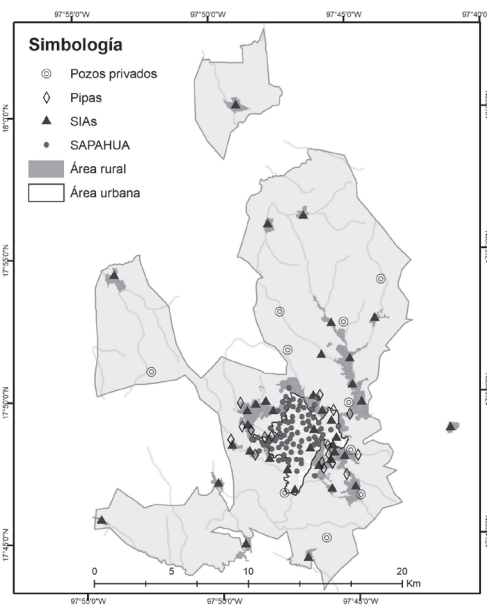 97°55'0"W 97°50'0"W 97°45'0"W 97°40'0"
Simbología
Pozos privados
Pipas
SIAs
SAPAHUA
Área rural
Área urbana
18°0'0"N
17°55'0"N
17°50'0"N
17°45'0"N
0 5 10 20
Km
97°55'0"W 97°50'0"W 97°45'0"W